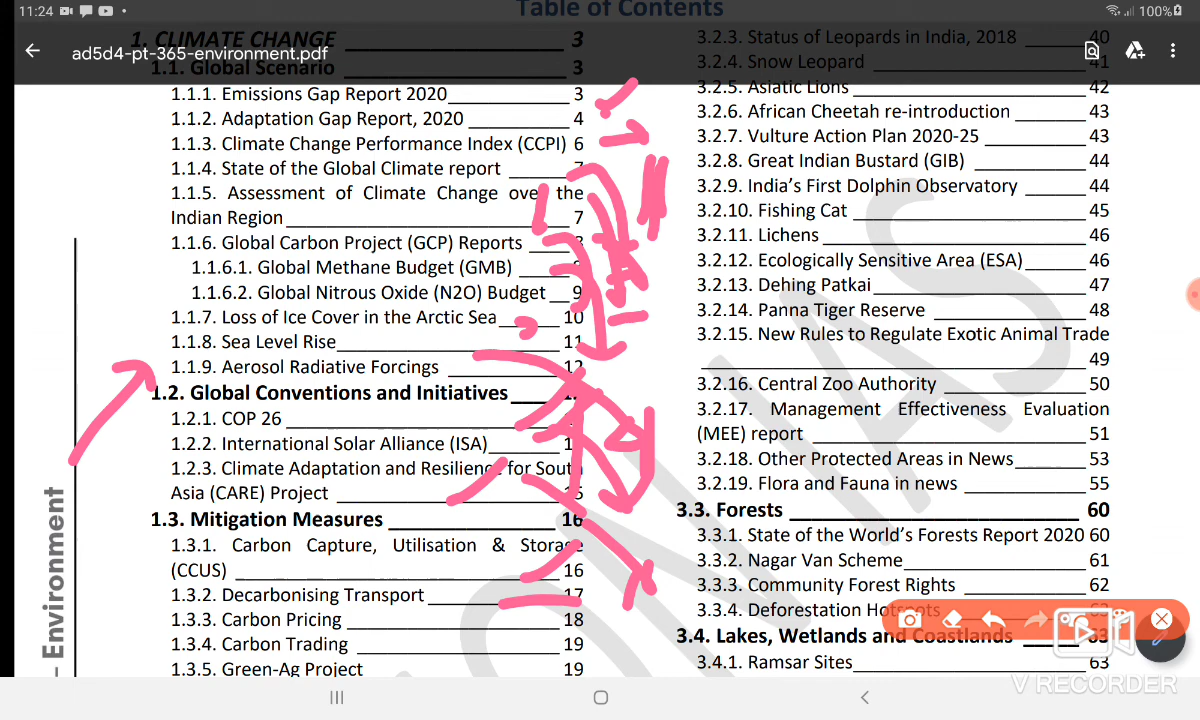 11:24
100%
Table of Contents
ad5d4-pt-365-environment.pdf
1. CLIMATE CHANGE 3
1.1. Global Scenario 3
1.1.1. Emissions Gap Report 2020 3
1.1.2. Adaptation Gap Report, 2020 4
1.1.3. Climate Change Performance Index (CCPI) 6
1.1.4. State of the Global Climate report 7
1.1.5. Assessment of Climate Change over the
Indian Region 7
1.1.6. Global Carbon Project (GCP) Reports
1.1.6.1. Global Methane Budget (GMB)
1.1.6.2. Global Nitrous Oxide (N2O) Budget 9
1.1.7. Loss of Ice Cover in the Arctic Sea 10
1.1.8. Sea Level Rise 11
1.1.9. Aerosol Radiative Forcings 12
1.2. Global Conventions and Initiatives
1.2.1. COP 26
1.2.2. International Solar Alliance (ISA)
1.2.3. Climate Adaptation and Resilience for South
Asia (CARE) Project 15
1.3. Mitigation Measures 16
1.3.1. Carbon Capture, Utilisation & Storage
(CCUS) 16
1.3.2. Decarbonising Transport 17
1.3.3. Carbon Pricing 18
1.3.4. Carbon Trading 19
1.3.5. Green-Ag Project 19
3.2.3. Status of Leopards in India, 2018 40
3.2.4. Snow Leopard 41
3.2.5. Asiatic Lions 42
3.2.6. African Cheetah re-introduction 43
3.2.7. Vulture Action Plan 2020-25 43
3.2.8. Great Indian Bustard (GIB) 44
3.2.9. India's First Dolphin Observatory 44
3.2.10. Fishing Cat 45
3.2.11. Lichens 46
3.2.12. Ecologically Sensitive Area (ESA) 46
3.2.13. Dehing Patkai 47
3.2.14. Panna Tiger Reserve 48
3.2.15. New Rules to Regulate Exotic Animal Trade
49
3.2.16. Central Zoo Authority 50
3.2.17. Management Effectiveness Evaluation
(MEE) report 51
3.2.18. Other Protected Areas in News 53
3.2.19. Flora and Fauna in news 55
3.3. Forests 60
3.3.1. State of the World's Forests Report 2020 60
3.3.2. Nagar Van Scheme 61
3.3.3. Community Forest Rights 62
3.3.4. Deforestation Hotspots 63
3.4. Lakes, Wetlands and Coastlands 63
3.4.1. Ramsar Sites 63
– Environment
ON IAS
V RECORDER